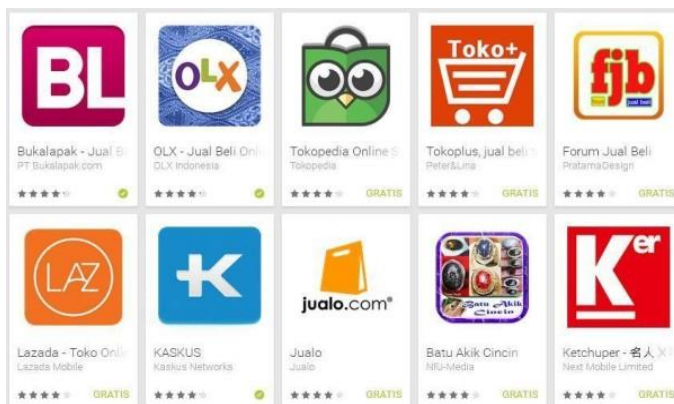 BL
OLX
Toko+
fjb
jual beli
Bukalapak - Jual B
PT Bukalapak.com
OLX - Jual Beli Onli
OLX Indonesia
Tokopedia Online S
Tokopedia
Tokoplus, jual beli
Peter&Lina
GRATIS
Forum Jual Beli
PratamaDesign
GRATIS
GRATIS
LAZ
K
jualo.com®
Batu Akik
Cincin
Ker
Lazada - Toko Onli
Lazada Mobile
GRATIS
KASKUS
Kaskus Networks
Jualo
Jualo
GRATIS
Batu Akik Cincin
NIU-Media
GRATIS
Ketchuper - 名人
Next Mobile Limited
GRATIS